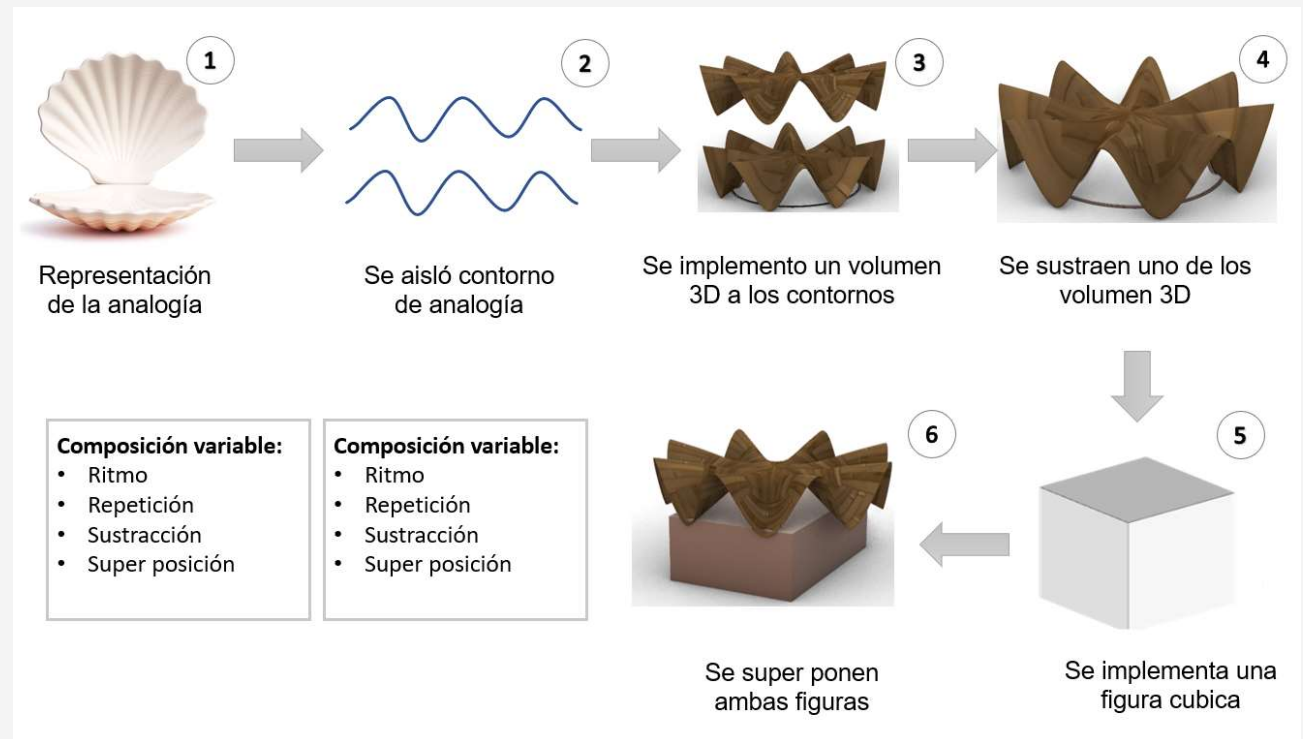 1
Representación
de la analogía
2
Se aisló contorno
de analogía
3
Se implemento un volumen
3D a los contornos
4
Se sustraen uno de los
volumen 3D
5
Se implementa una
figura cubica
6
Se super ponen
ambas figuras
Composición variable:
• Ritmo
• Repetición
• Sustracción
• Super posición
Composición variable:
• Ritmo
• Repetición
• Sustracción
• Super posición